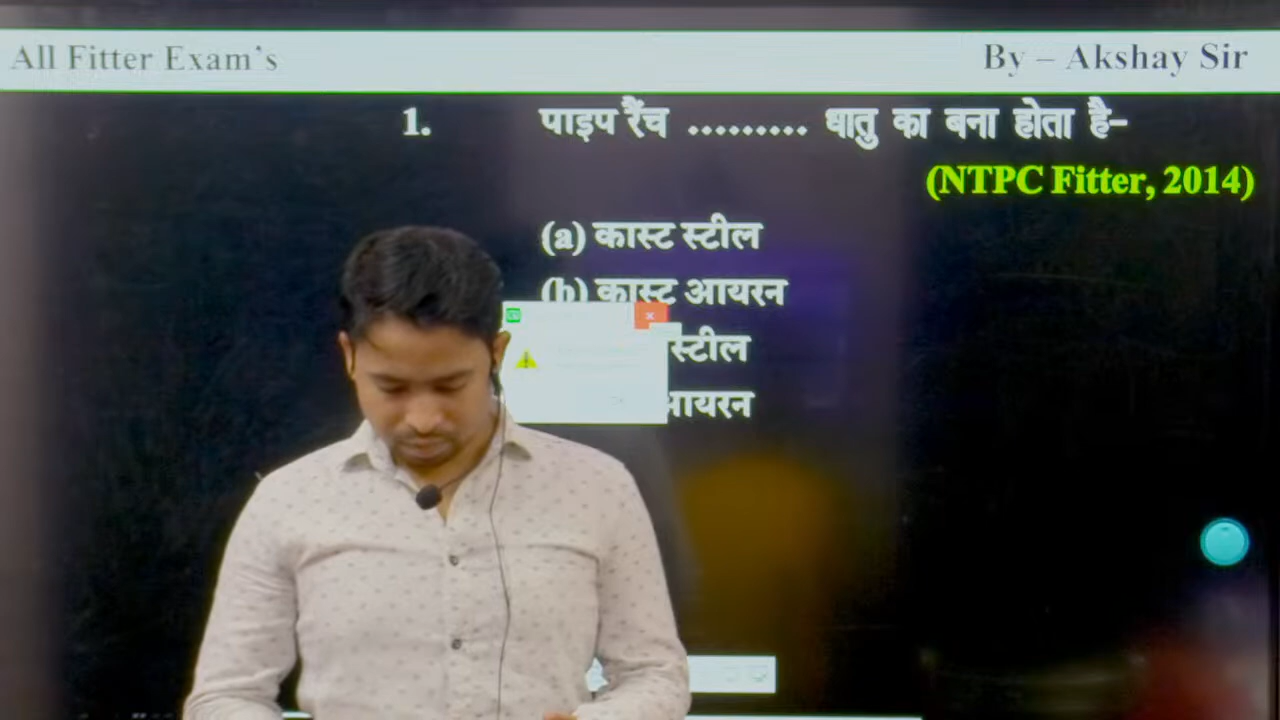 All Fitter Exam's
By – Akshay Sir
1. पाइप रैंच ......... धातु का बना होता है–
(NTPC Fitter, 2014)
(a) कास्ट स्टील
(b) कास्ट आयरन
स्टील
आयरन